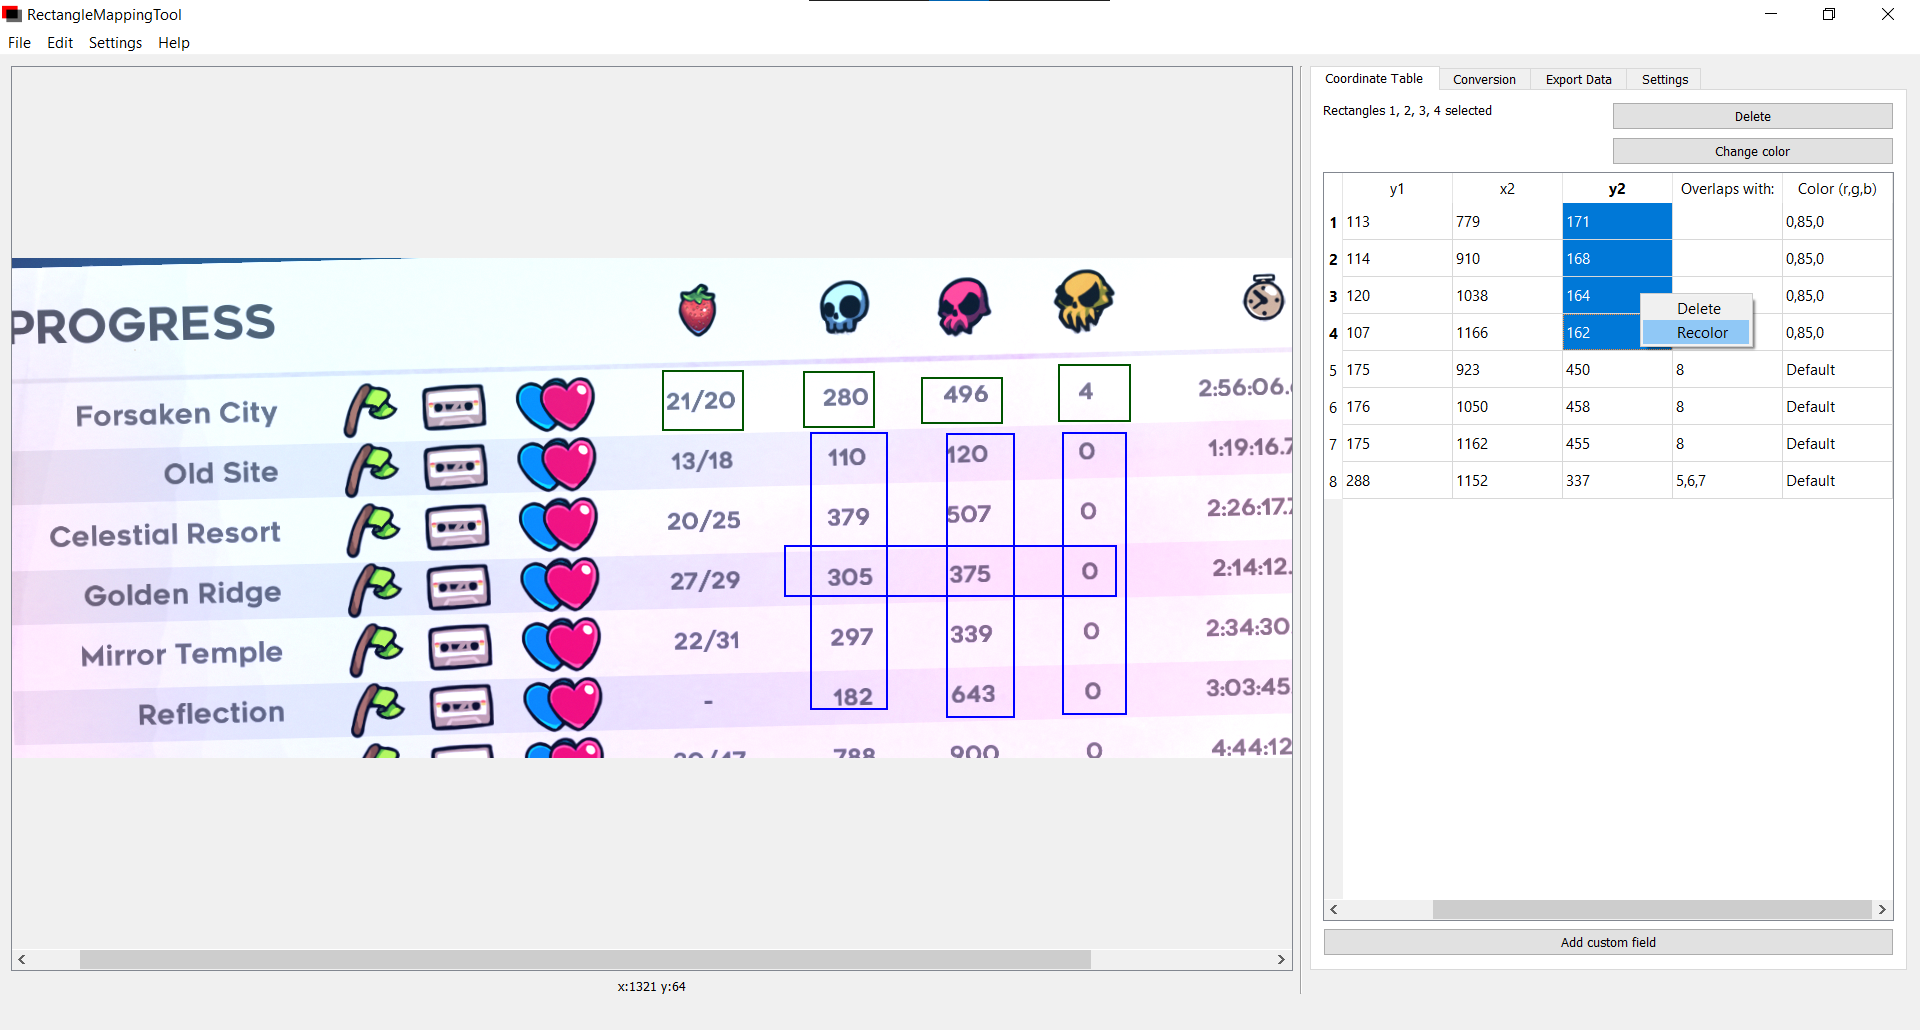 RectangleMappingTool
File Edit Settings Help
Coordinate Table Conversion Export Data Settings
Rectangles 1, 2, 3, 4 selected
Delete
Change color
y1 x2 y2 Overlaps with: Color (r,g,b)
1 113 779 171 0,85,0
2 114 910 168 0,85,0
3 120 1038 164 0,85,0
4 107 1166 162 0,85,0
5 175 923 450 8 Default
6 176 1050 458 8 Default
7 175 1162 455 8 Default
8 288 1152 337 5,6,7 Default
Delete
Recolor
Add custom field
PROGRESS
Forsaken City 21/20 280 496 4 2:56:06.
Old Site 13/18 110 120 0 1:19:16.7
Celestial Resort 20/25 379 507 0 2:26:17.
Golden Ridge 27/29 305 375 0 2:14:12.
Mirror Temple 22/31 297 339 0 2:34:30.
Reflection - 182 643 0 3:03:45.
788 900 0 4:44:12
x:1321 y:64